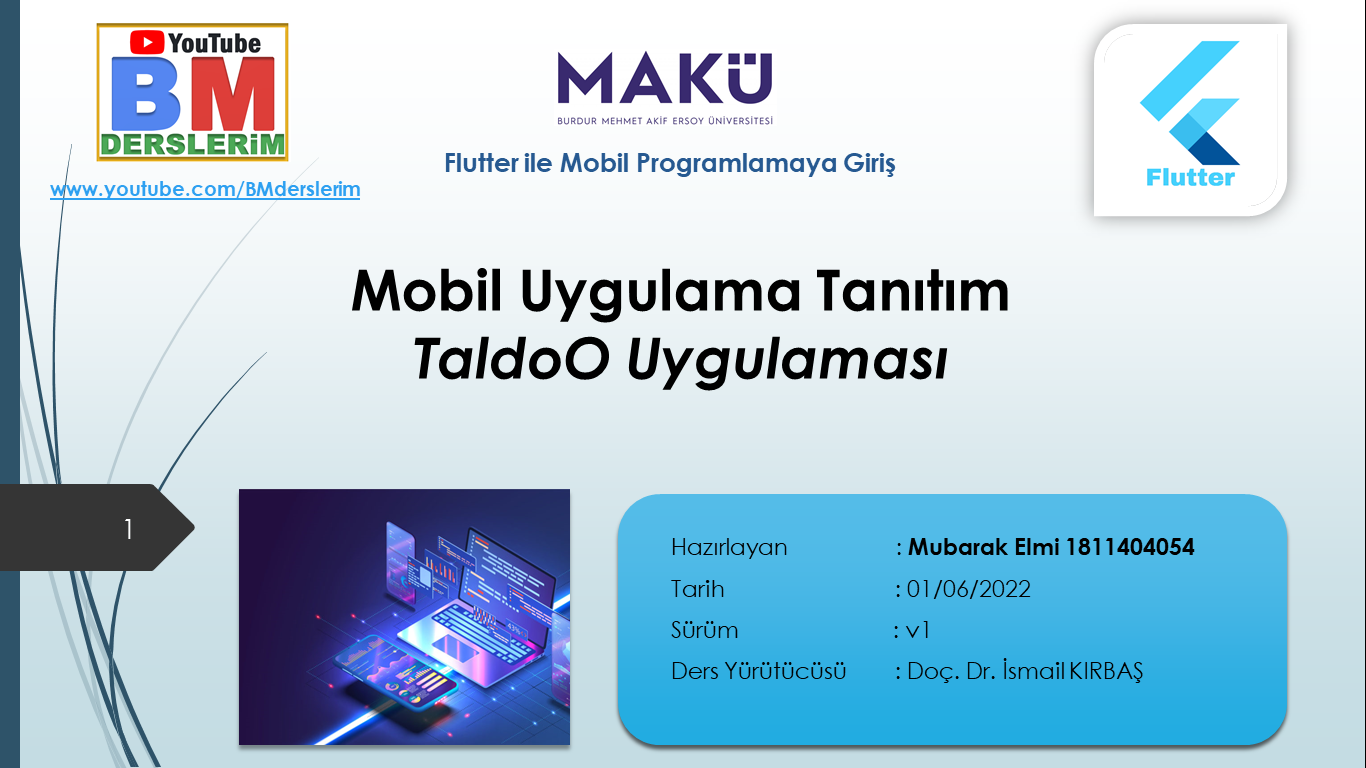 YouTube
BM
DERSLERiM
www.youtube.com/BMderslerim
MAKÜ
BURDUR MEHMET AKİF ERSOY ÜNİVERSİTESİ
Flutter ile Mobil Programlamaya Giriş
Flutter
Mobil Uygulama Tanıtım
TaldoO Uygulaması
1
Hazırlayan : Mubarak Elmi 1811404054
Tarih : 01/06/2022
Sürüm : v1
Ders Yürütücüsü : Doç. Dr. İsmail KIRBAŞ